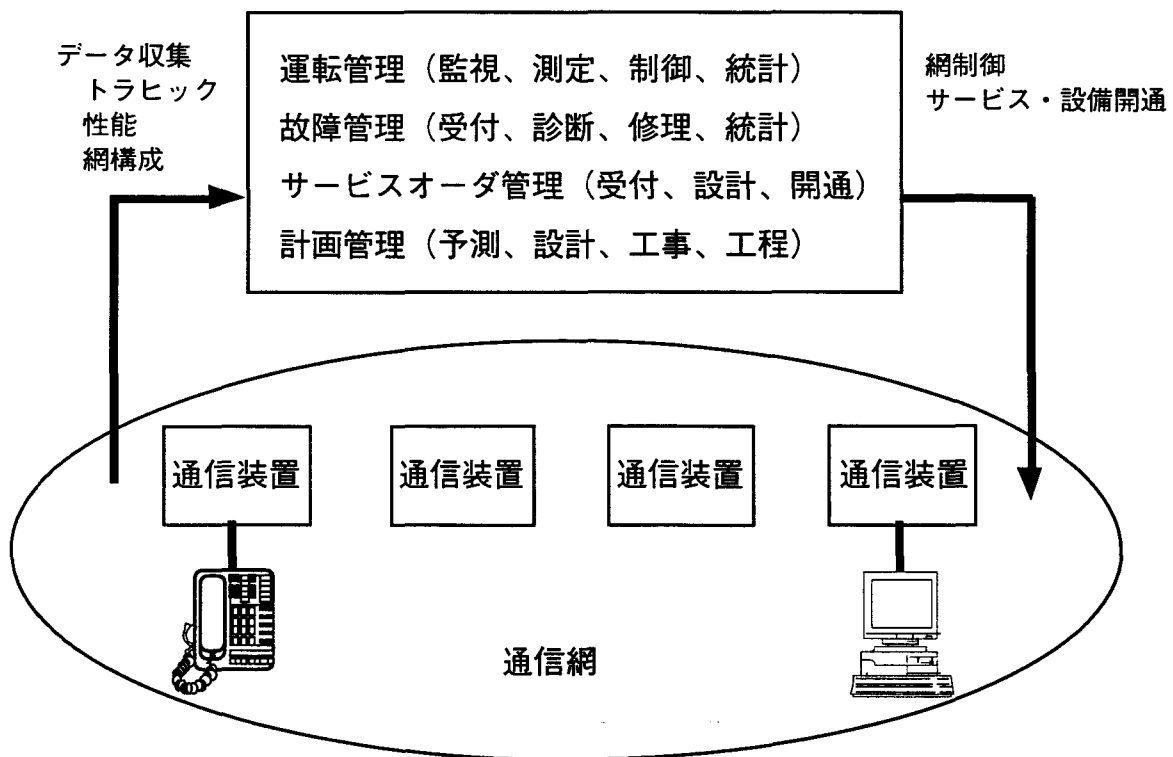 データ収集
トラヒック
性能
網構成
運転管理（監視、測定、制御、統計）
故障管理（受付、診断、修理、統計）
サービスオーダ管理（受付、設計、開通）
計画管理（予測、設計、工事、工程）
網制御
サービス・設備開通
通信装置
通信装置
通信装置
通信装置
通信網